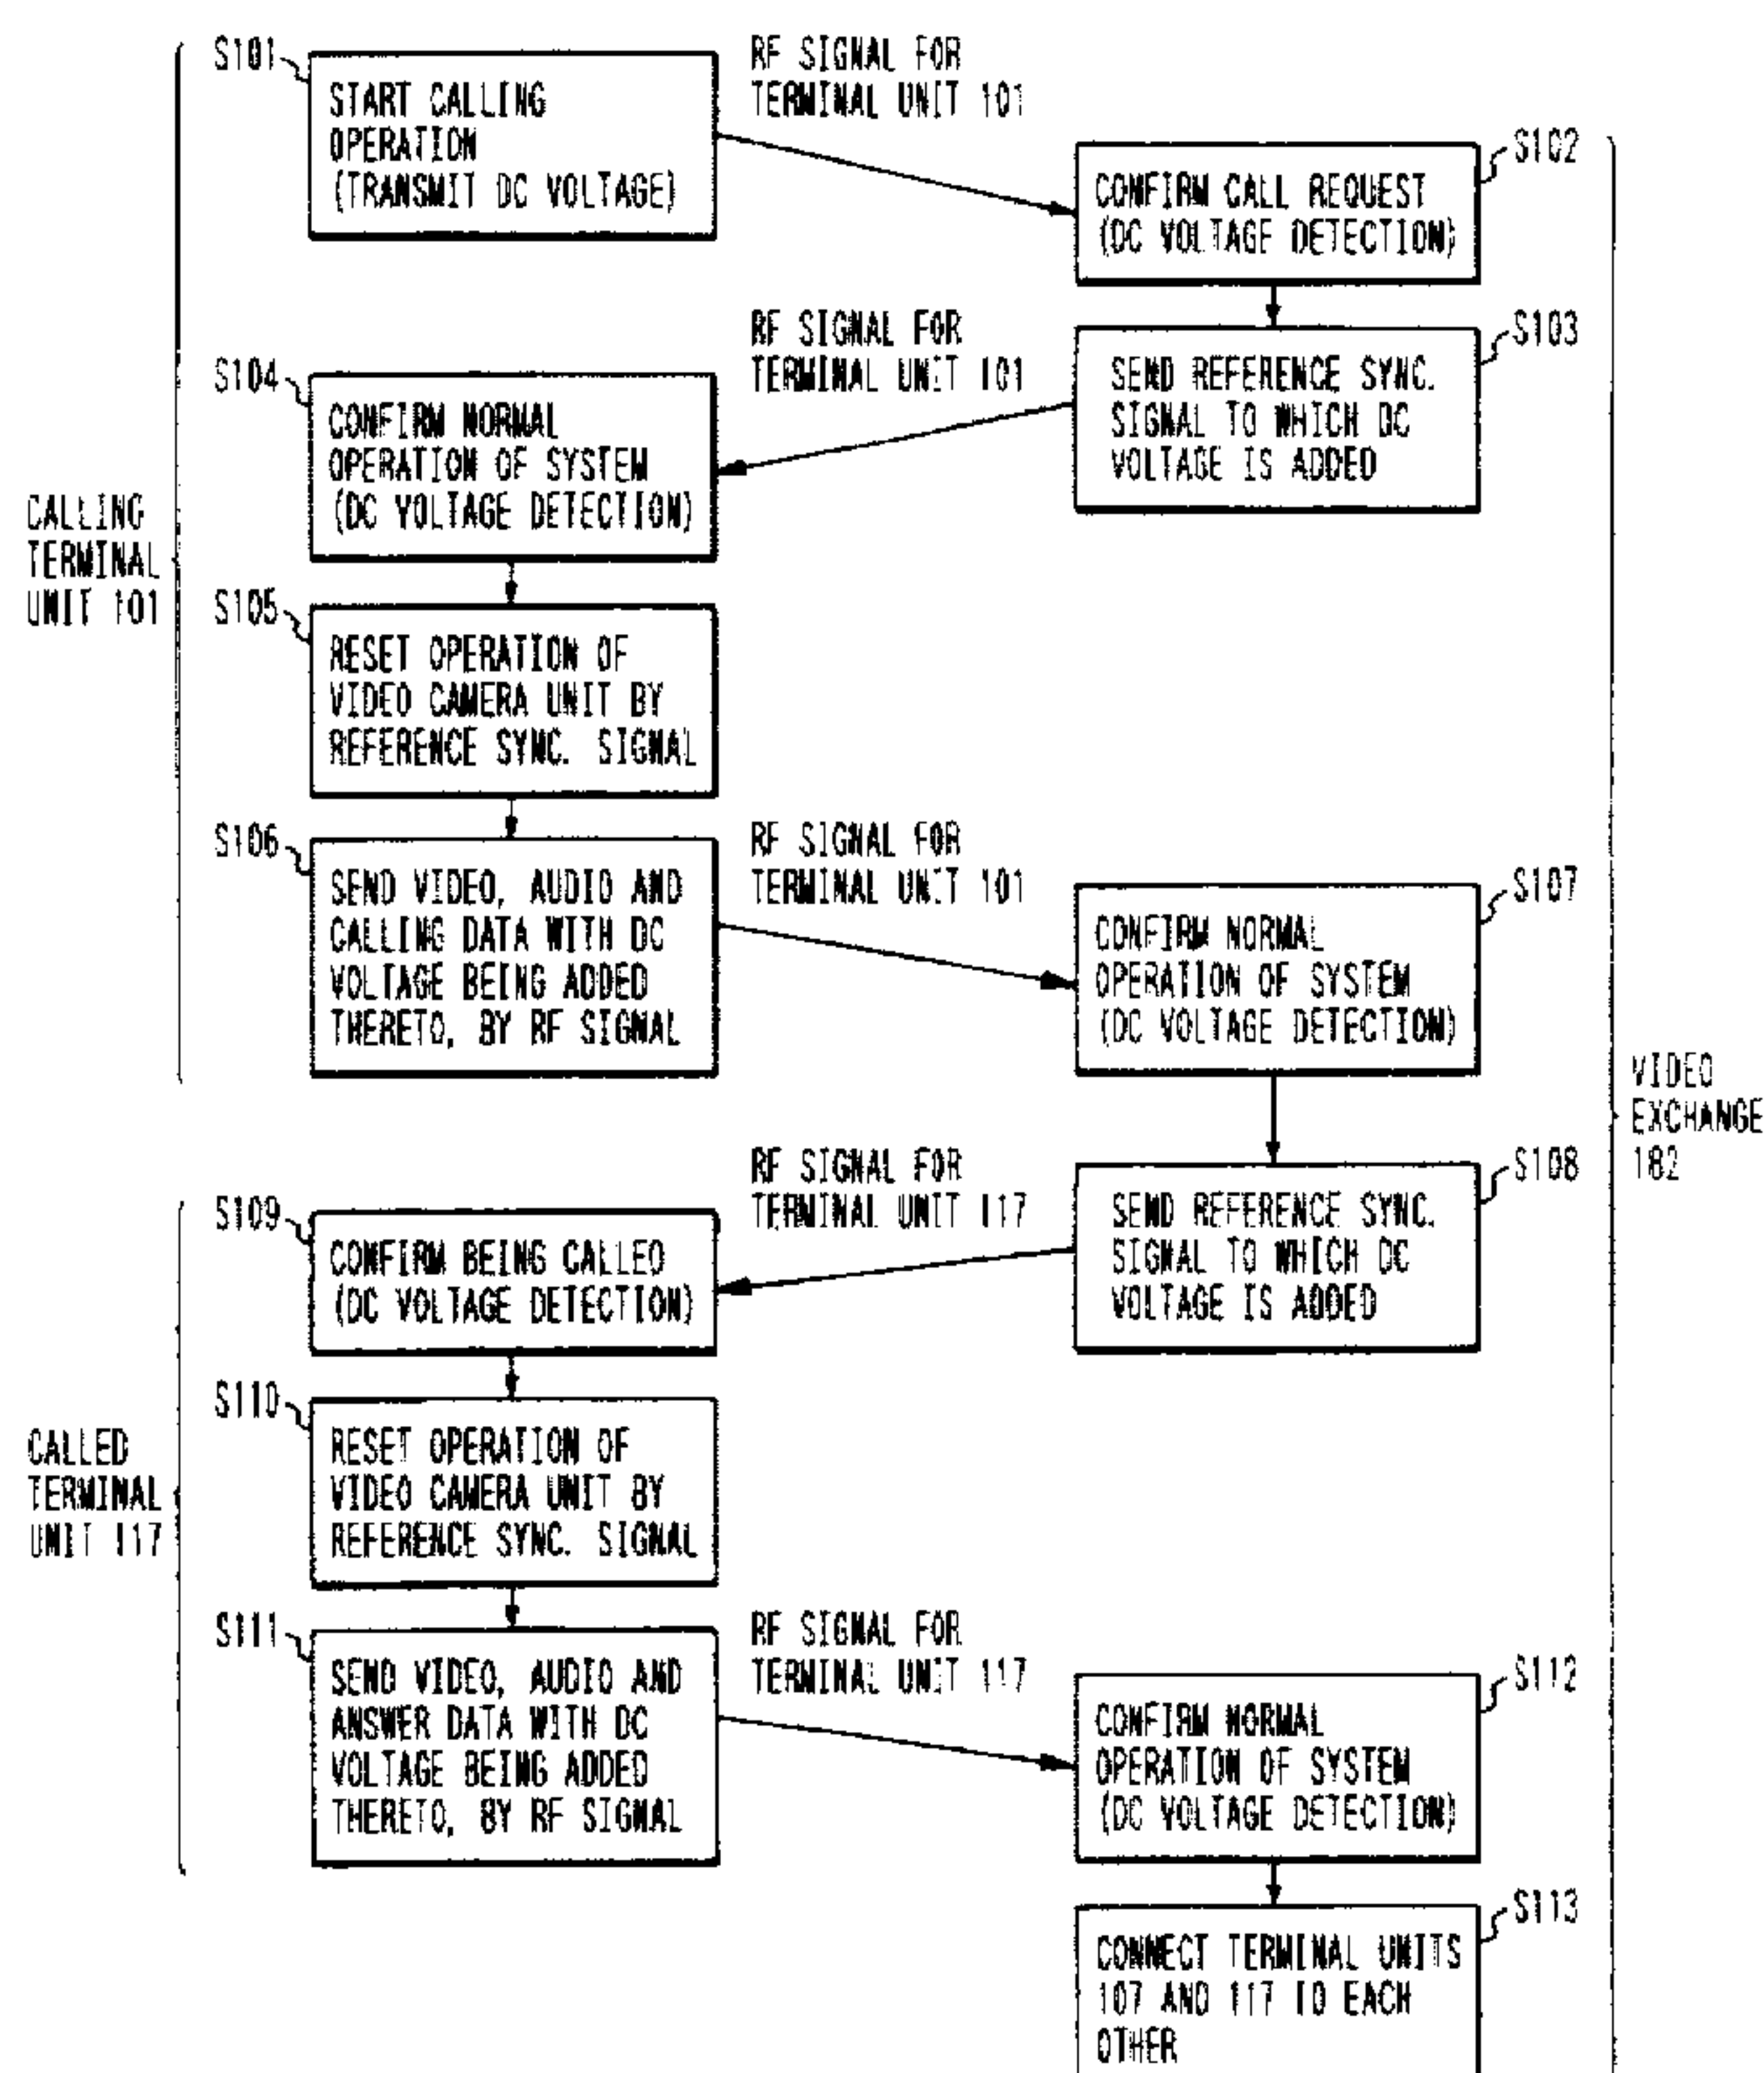 S101
START CALLING
OPERATION
(TRANSMIT DC VOLTAGE)
RF SIGNAL FOR
TERMINAL UNIT 101
S102
CONFIRM CALL REQUEST
(DC VOLTAGE DETECTION)
RF SIGNAL FOR
TERMINAL UNIT 101
S103
SEND REFERENCE SYNC.
SIGNAL TO WHICH DC
VOLTAGE IS ADDED
S104
CONFIRM NORMAL
OPERATION OF SYSTEM
(DC VOLTAGE DETECTION)
CALLING
TERMINAL
UNIT 101
S105
RESET OPERATION OF
VIDEO CAMERA UNIT BY
REFERENCE SYNC. SIGNAL
S106
SEND VIDEO, AUDIO AND
CALLING DATA WITH DC
VOLTAGE BEING ADDED
THERETO, BY RF SIGNAL
RF SIGNAL FOR
TERMINAL UNIT 101
S107
CONFIRM NORMAL
OPERATION OF SYSTEM
(DC VOLTAGE DETECTION)
VIDEO
EXCHANGE
182
RF SIGNAL FOR
TERMINAL UNIT 117
S108
SEND REFERENCE SYNC.
SIGNAL TO WHICH DC
VOLTAGE IS ADDED
S109
CONFIRM BEING CALLED
(DC VOLTAGE DETECTION)
S110
RESET OPERATION OF
VIDEO CAMERA UNIT BY
REFERENCE SYNC. SIGNAL
CALLED
TERMINAL
UNIT 117
S111
SEND VIDEO, AUDIO AND
ANSWER DATA WITH DC
VOLTAGE BEING ADDED
THERETO, BY RF SIGNAL
RF SIGNAL FOR
TERMINAL UNIT 117
S112
CONFIRM NORMAL
OPERATION OF SYSTEM
(DC VOLTAGE DETECTION)
S113
CONNECT TERMINAL UNITS
107 AND 117 TO EACH
OTHER